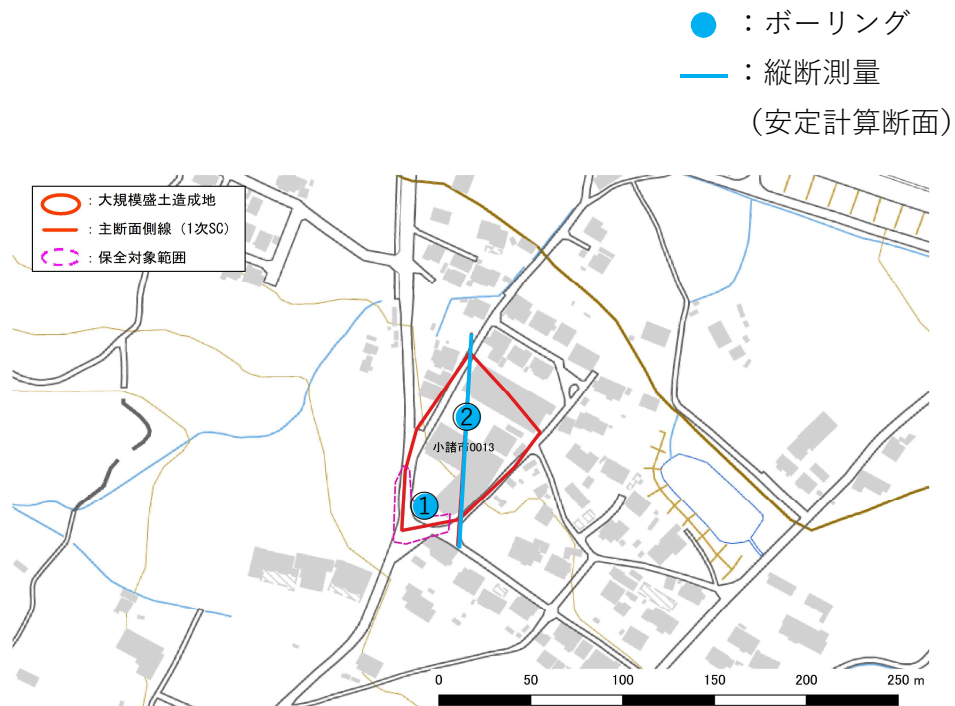 ：ボーリング
：縦断測量
（安定計算断面）
：大規模盛土造成地
：主断面側線（1次SC）
：保全対象範囲
②
小諸市0013
①
0 50 100 150 200 250 m